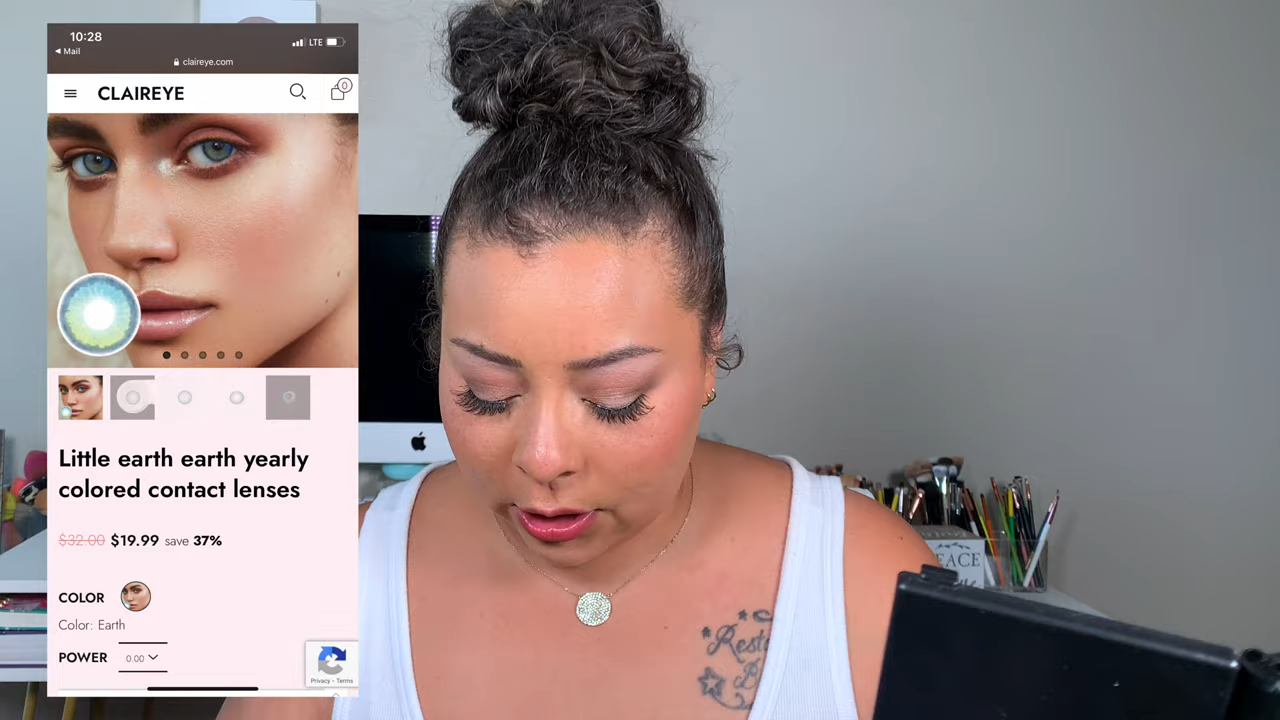 10:28
LTE
◄ Mail
claireye.com
CLAIREYE
0
Little earth earth yearly
colored contact lenses
$32.00 $19.99 save 37%
COLOR
Color: Earth
POWER
0.00
Privacy - Terms